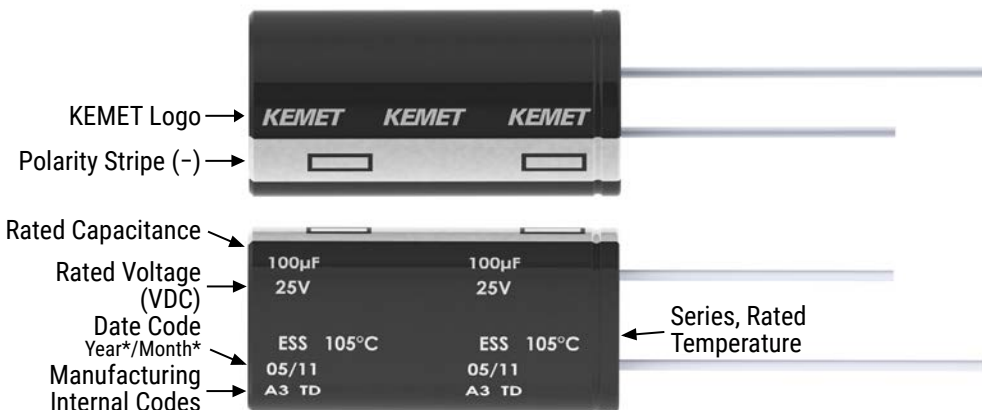 KEMET Logo
KEMET KEMET KEMET
Polarity Stripe (−)
Rated Capacitance
100µF 100µF
Rated Voltage
(VDC)
25V 25V
Date Code
Year*/Month*
ESS 105°C ESS 105°C
05/11 05/11
Manufacturing
Internal Codes
A3 TD A3 TD
Series, Rated
Temperature